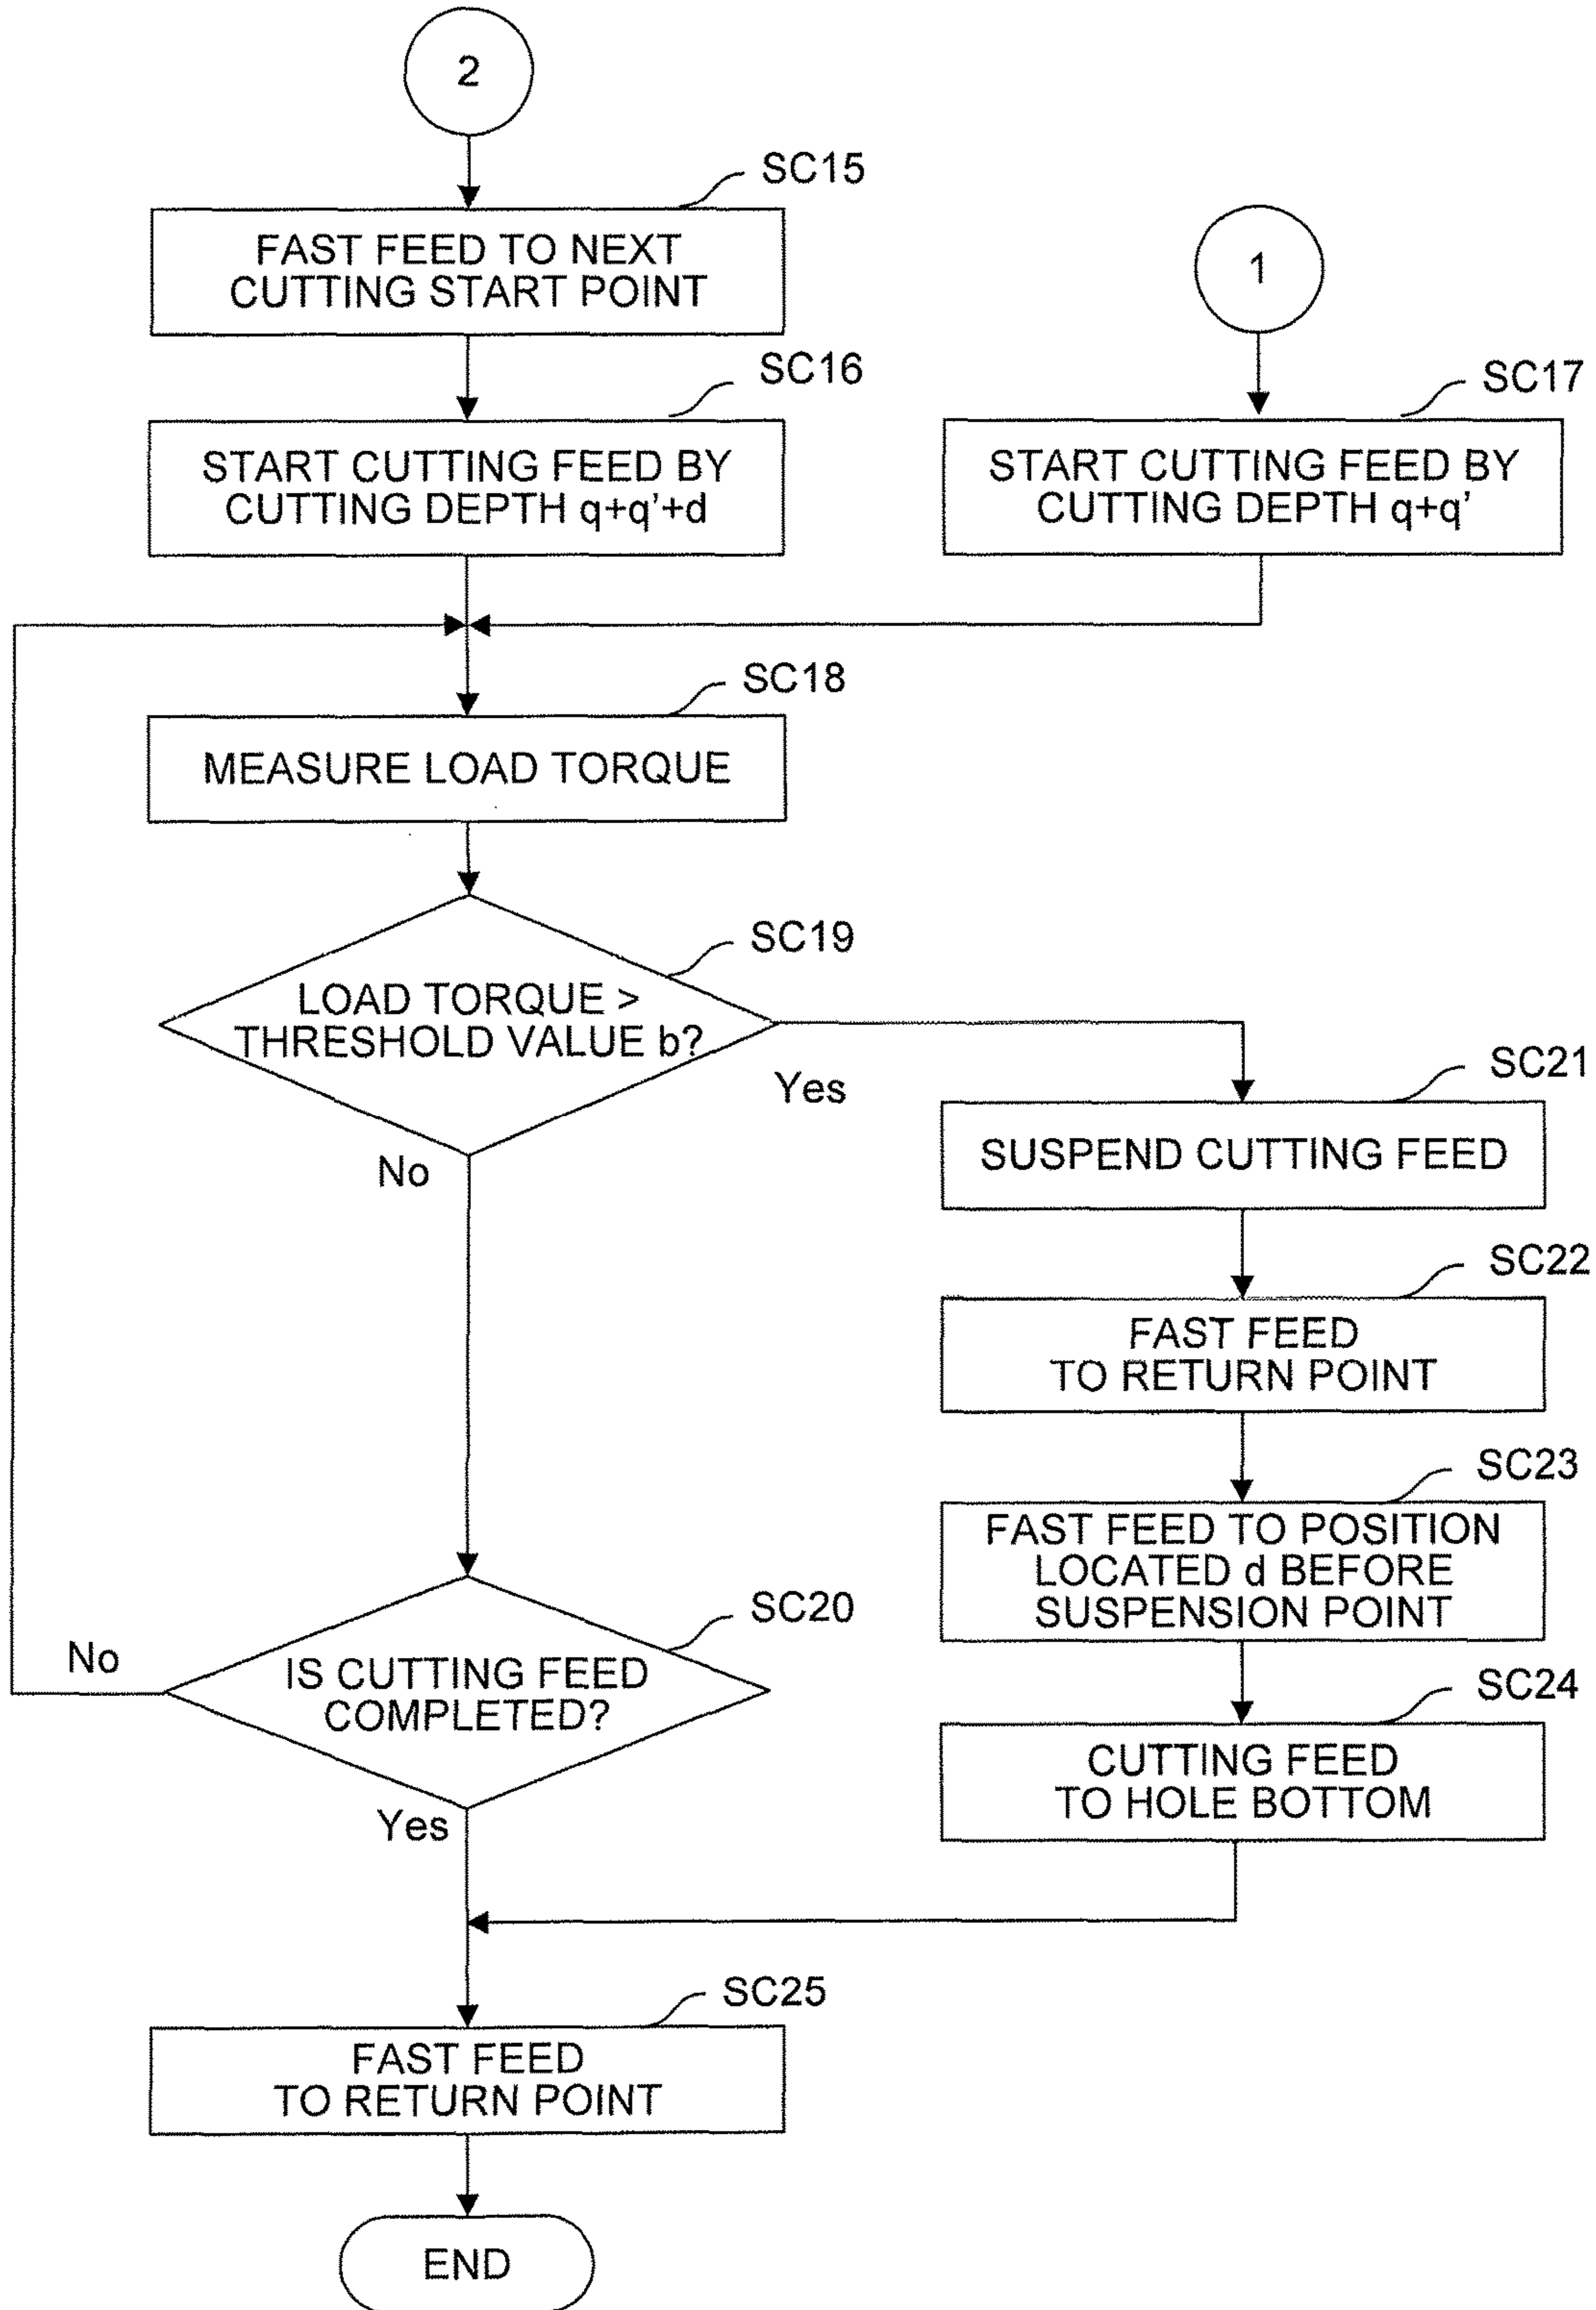 2
SC15
FAST FEED TO NEXT
CUTTING START POINT
1
SC16
START CUTTING FEED BY
CUTTING DEPTH q+q'+d
SC17
START CUTTING FEED BY
CUTTING DEPTH q+q'
SC18
MEASURE LOAD TORQUE
SC19
LOAD TORQUE >
THRESHOLD VALUE b?
Yes
No
SC21
SUSPEND CUTTING FEED
SC22
FAST FEED
TO RETURN POINT
SC23
FAST FEED TO POSITION
LOCATED d BEFORE
SUSPENSION POINT
SC20
IS CUTTING FEED
COMPLETED?
No
Yes
SC24
CUTTING FEED
TO HOLE BOTTOM
SC25
FAST FEED
TO RETURN POINT
END